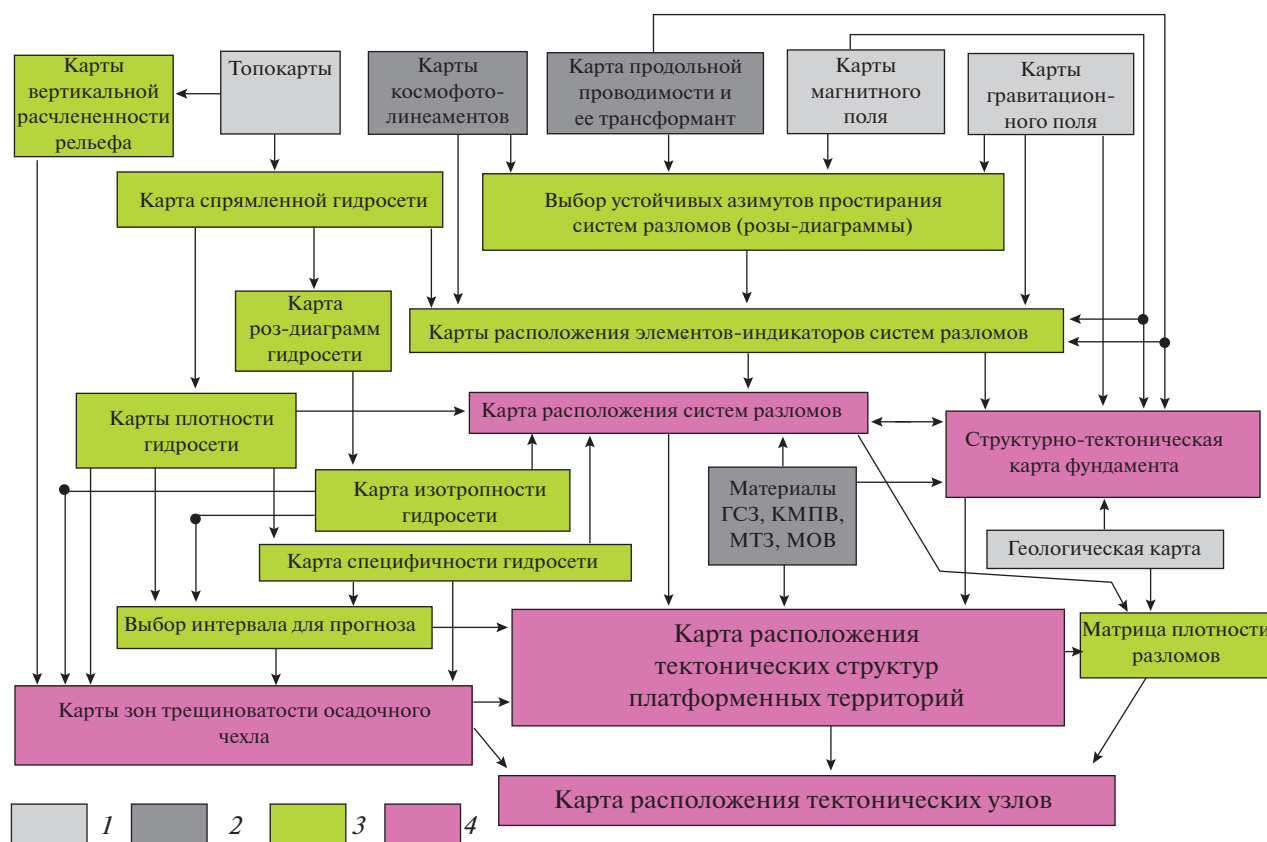 Карты
вертикальной
расчлененности
рельефа
Топокарты
Карты
космофото-
линеаментов
Карта продольной
проводимости и
ее трансформант
Карты
магнитного
поля
Карты
гравитацион-
ного поля
Карта спрямленной гидросети
Выбор устойчивых азимутов простирания
систем разломов (розы-диаграммы)
Карта
роз-диаграмм
гидросети
Карты расположения элементов-индикаторов систем разломов
Карты плотности
гидросети
Карта расположения систем разломов
Структурно-тектоническая
карта фундамента
Карта изотропности
гидросети
Материалы
ГСЗ, КМПВ,
МТЗ, МОВ
Геологическая карта
Карта специфичности гидросети
Выбор интервала для прогноза
Карта расположения
тектонических структур
платформенных территорий
Матрица плотности
разломов
Карты зон трещиноватости осадочного
чехла
Карта расположения тектонических узлов
1 2 3 4